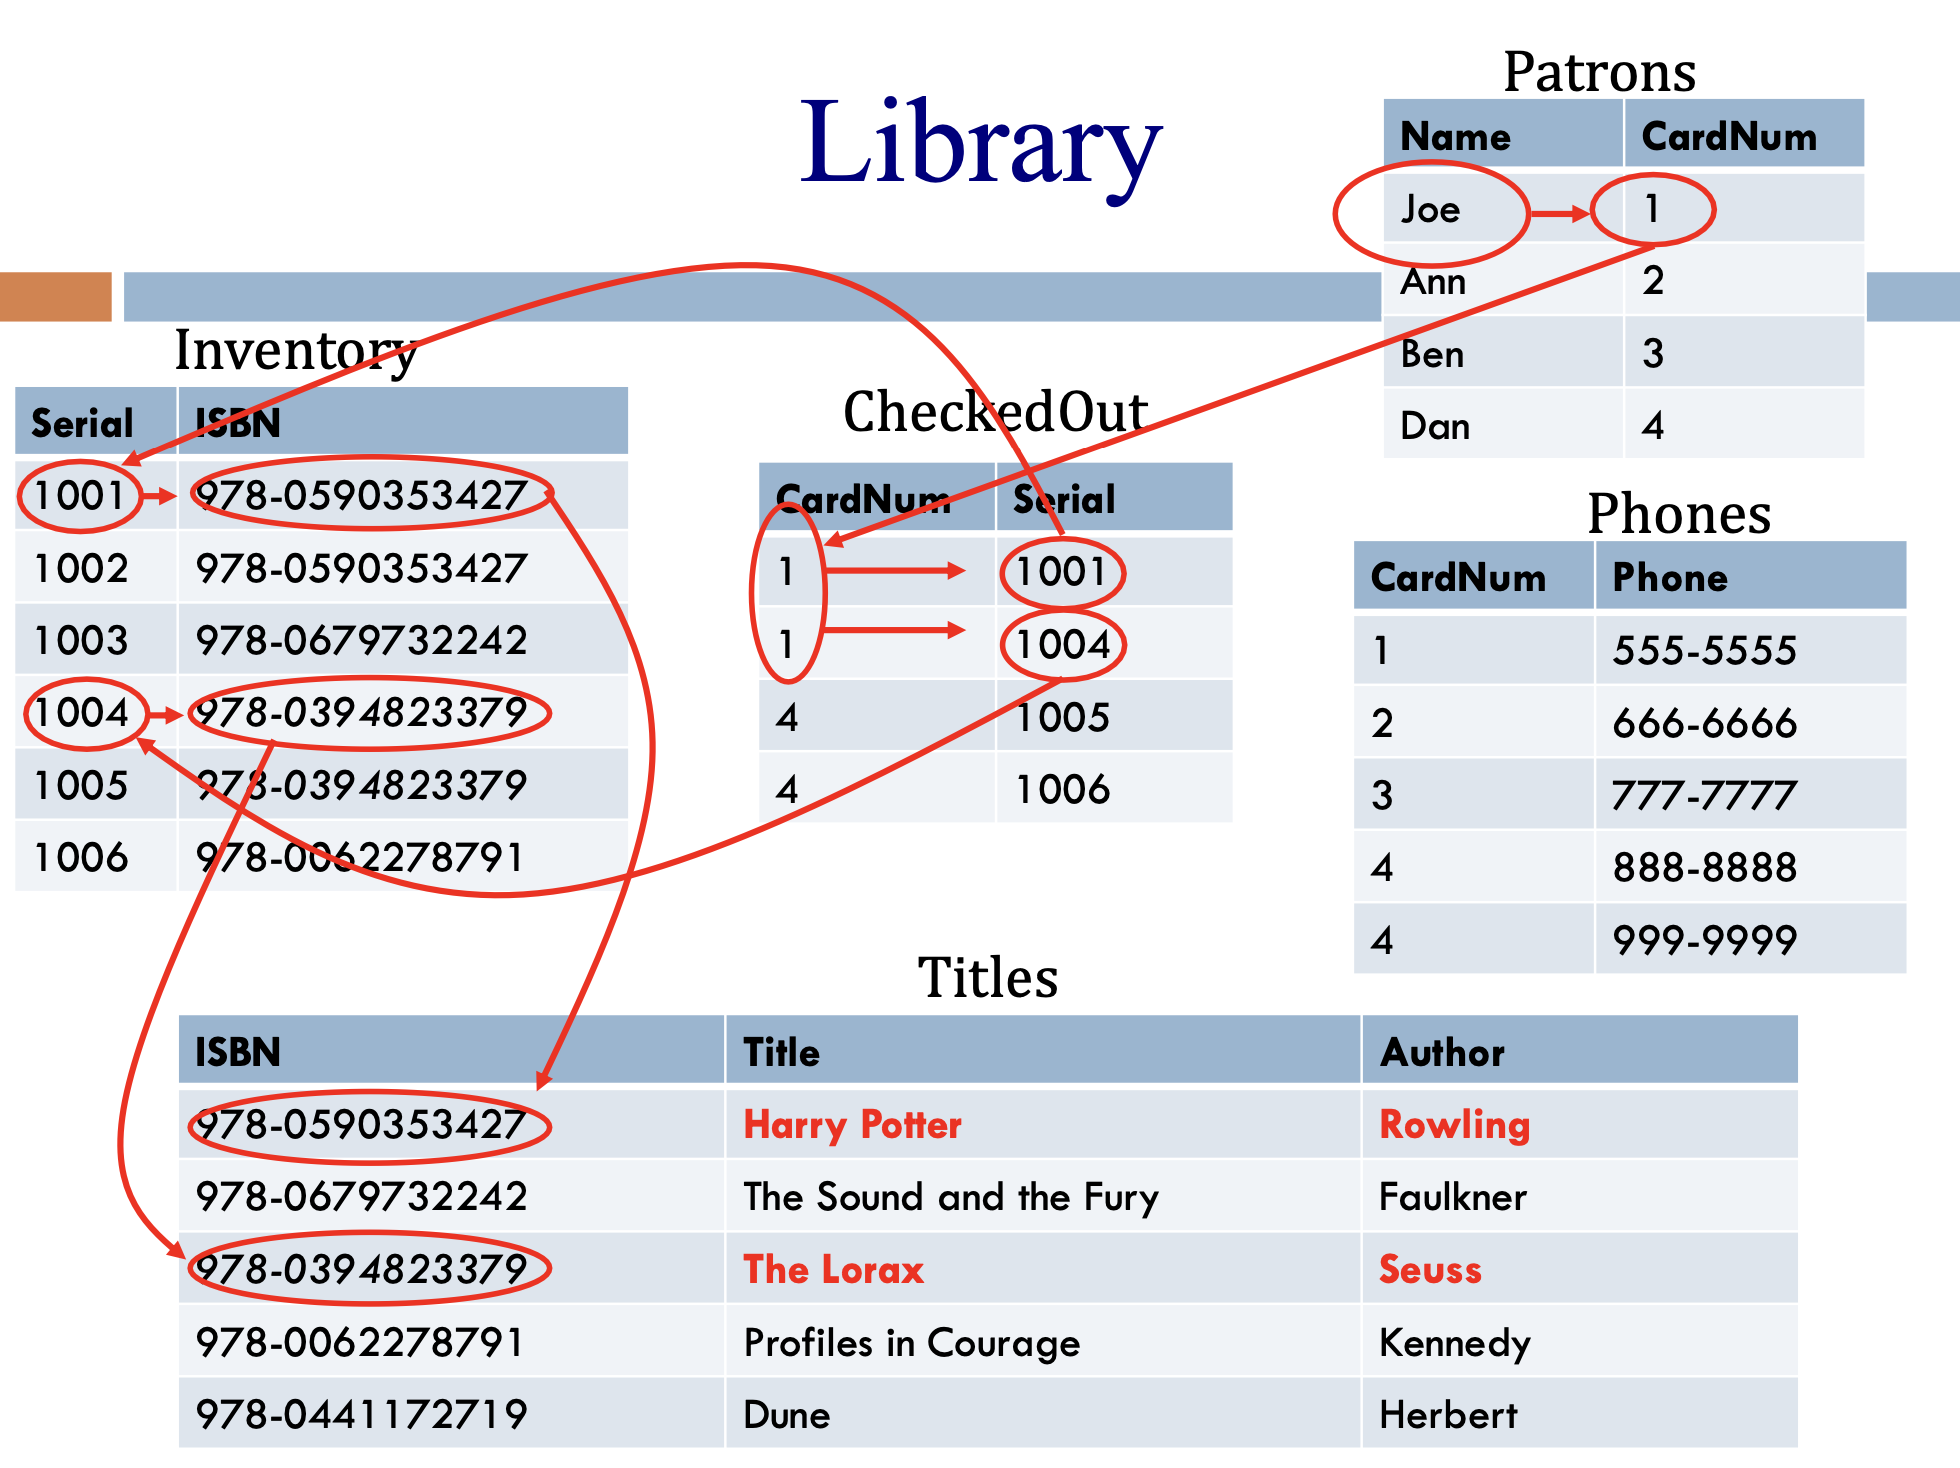 Library
Patrons
Name CardNum
Joe 1
Ann 2
Ben 3
Dan 4
Inventory
Serial ISBN
1001 978-0590353427
1002 978-0590353427
1003 978-0679732242
1004 978-0394823379
1005 978-0394823379
1006 978-0062278791
CheckedOut
CardNum Serial
1 1001
1 1004
4 1005
4 1006
Phones
CardNum Phone
1 555-5555
2 666-6666
3 777-7777
4 888-8888
4 999-9999
Titles
ISBN Title Author
978-0590353427 Harry Potter Rowling
978-0679732242 The Sound and the Fury Faulkner
978-0394823379 The Lorax Seuss
978-0062278791 Profiles in Courage Kennedy
978-0441172719 Dune Herbert